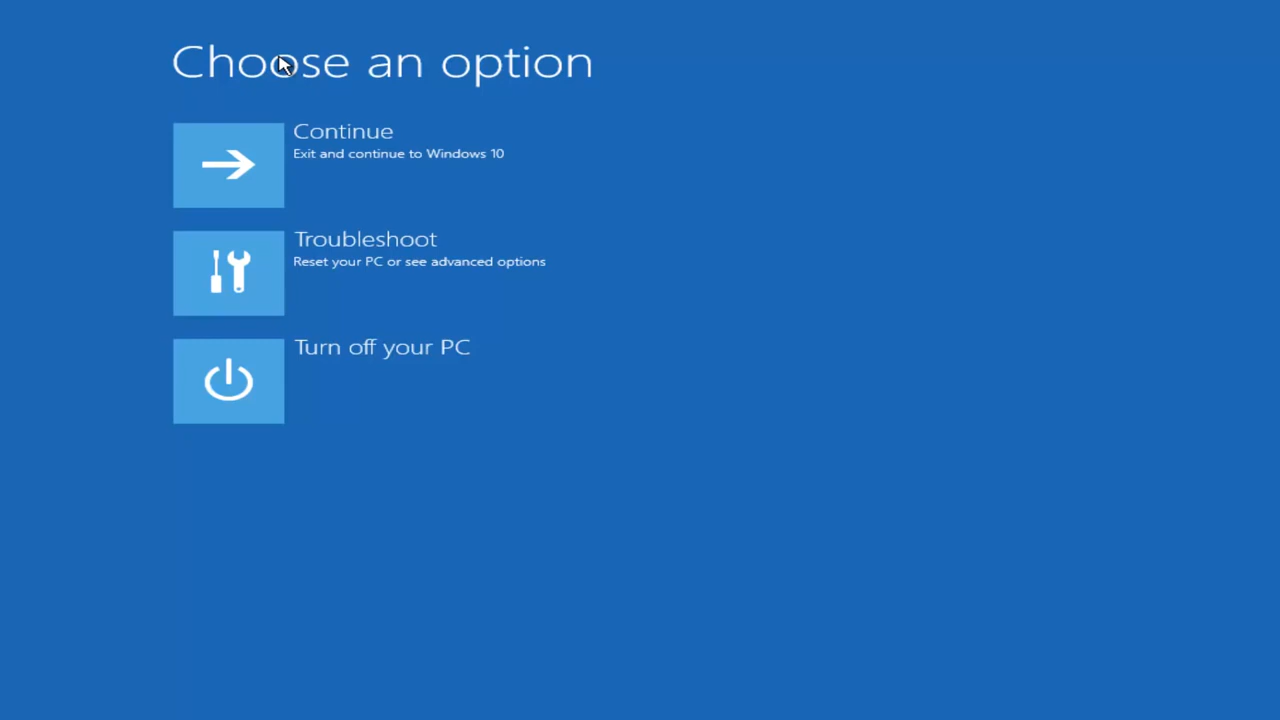 Choose an option
Continue
Exit and continue to Windows 10
Troubleshoot
Reset your PC or see advanced options
Turn off your PC